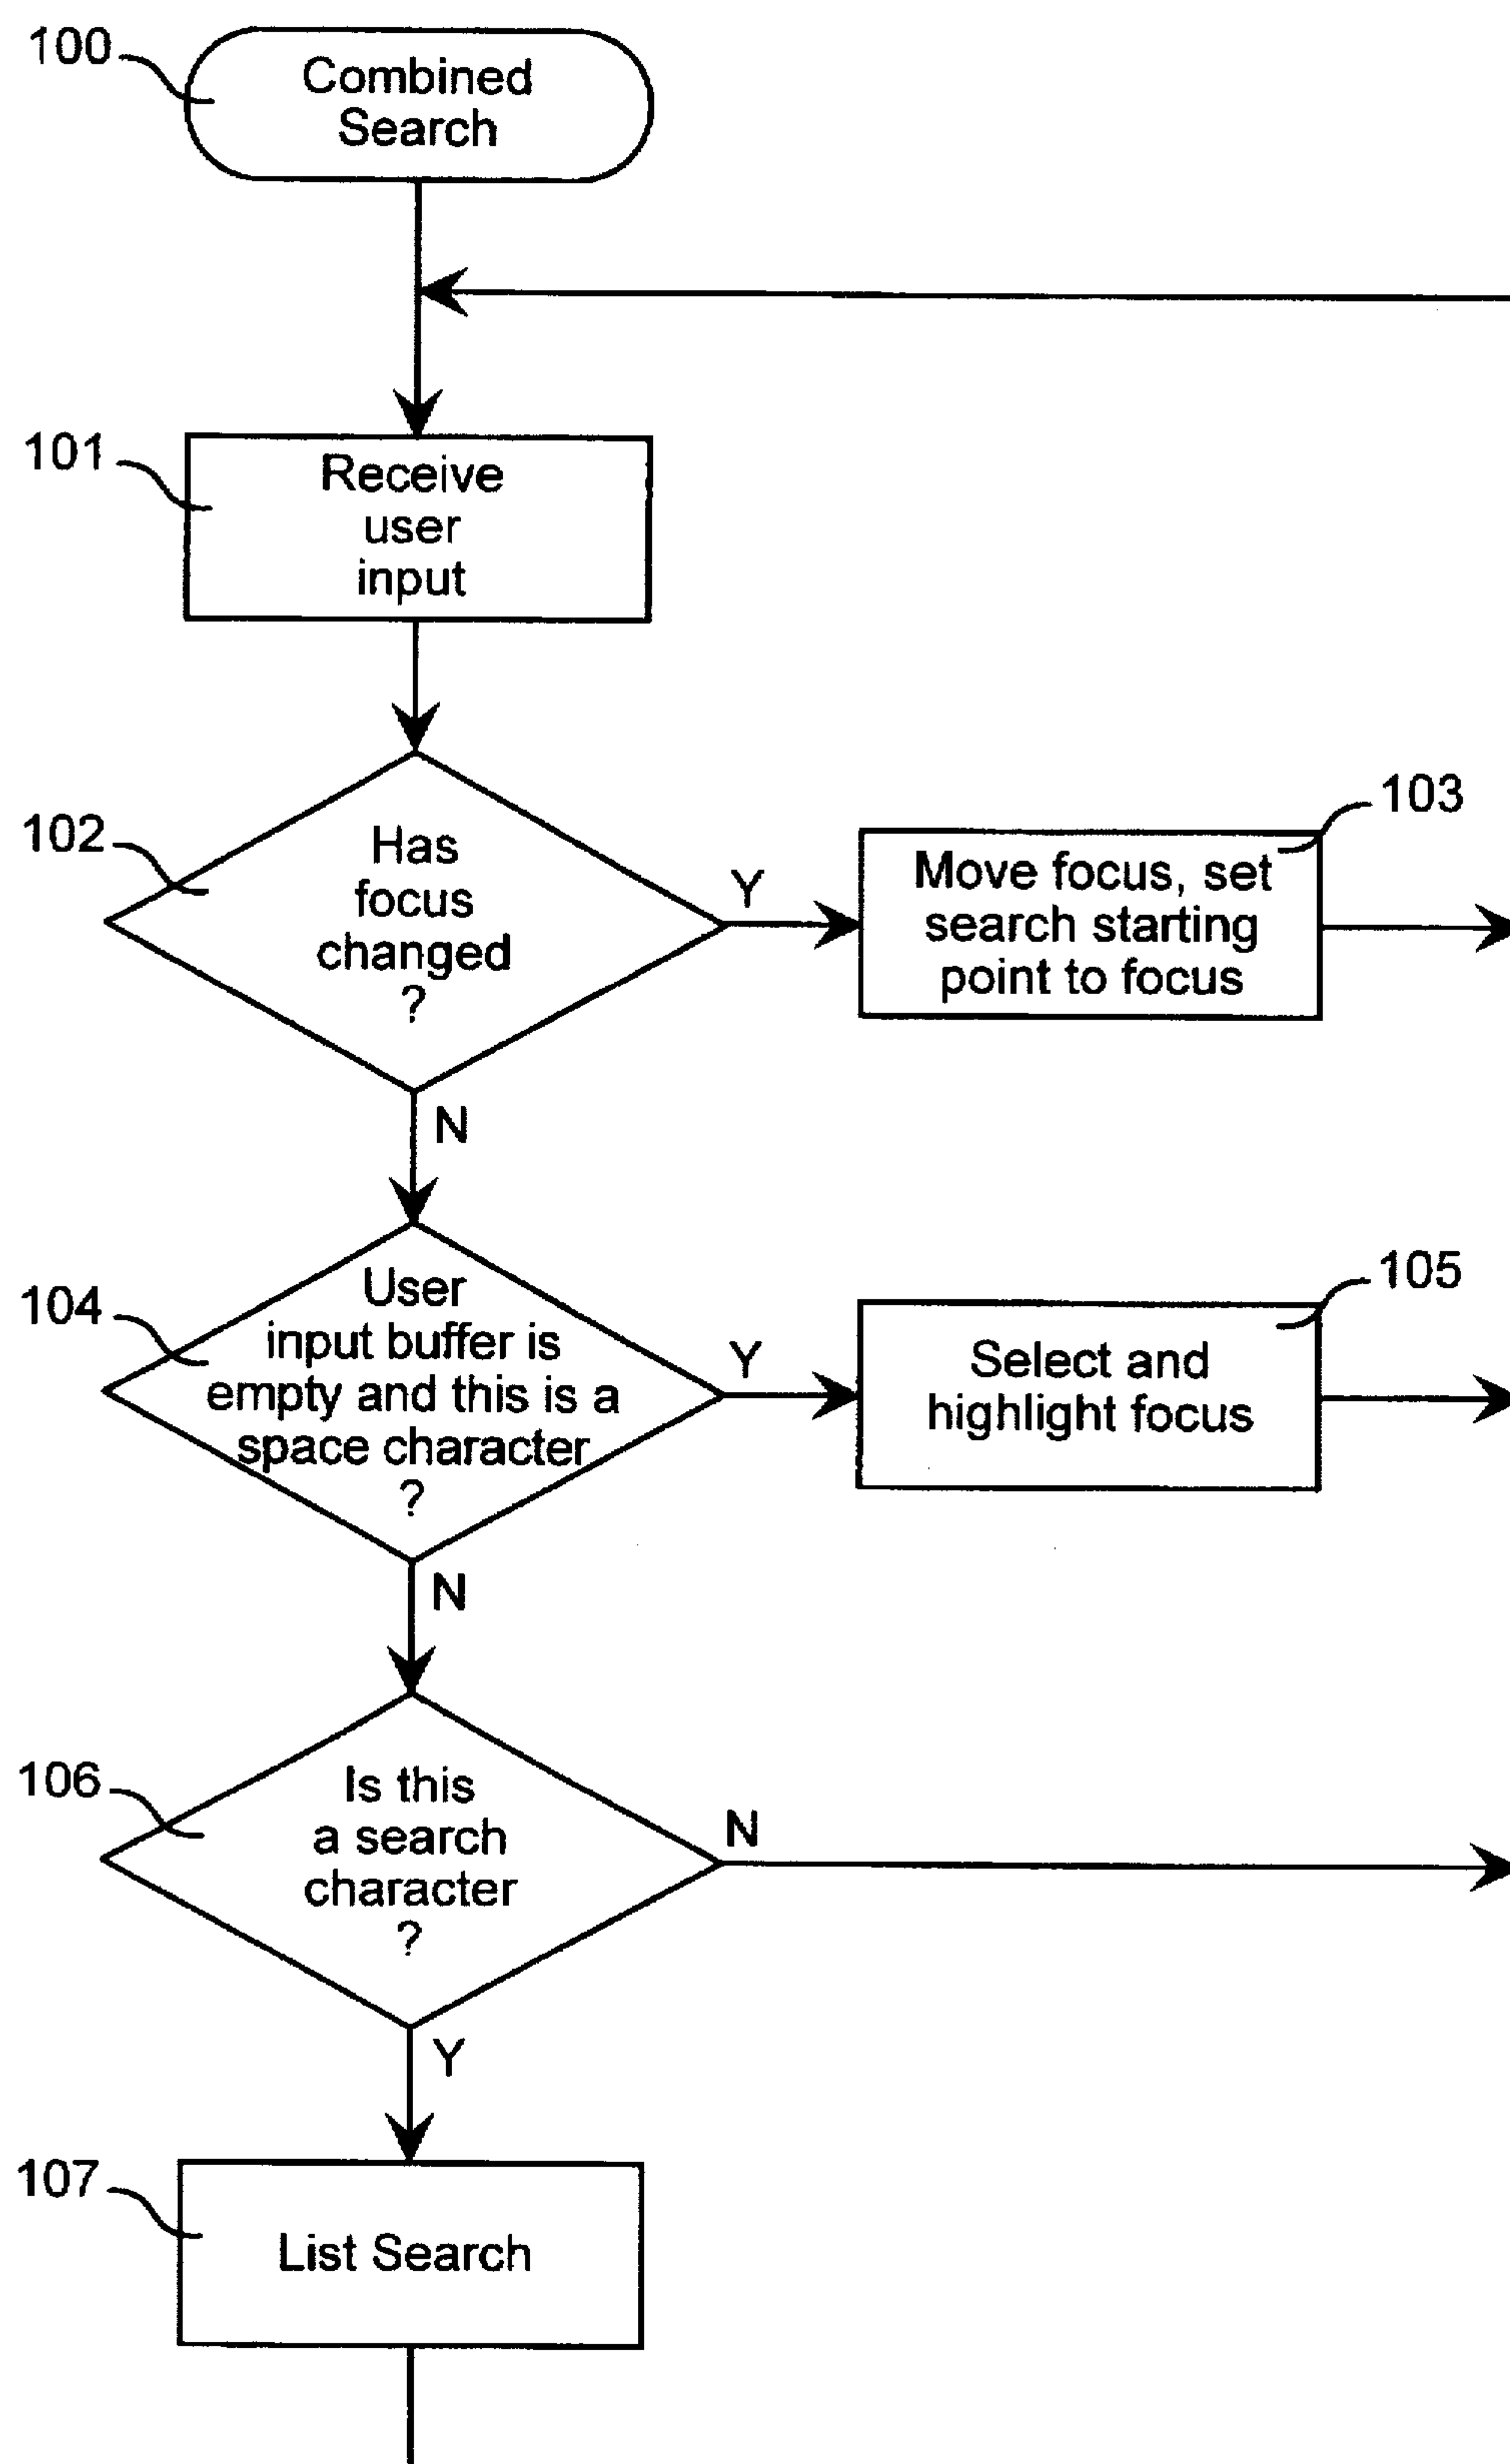 100
Combined
Search
101
Receive
user
input
102
Has
focus
changed
?
Y
103
Move focus, set
search starting
point to focus
N
104
User
input buffer is
empty and this is a
space character
?
Y
105
Select and
highlight focus
N
106
Is this
a search
character
?
N
Y
107
List Search